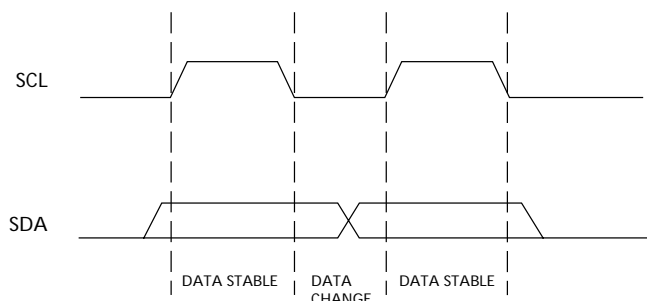 SCL
SDA
DATA STABLE
DATA
CHANGE
DATA STABLE